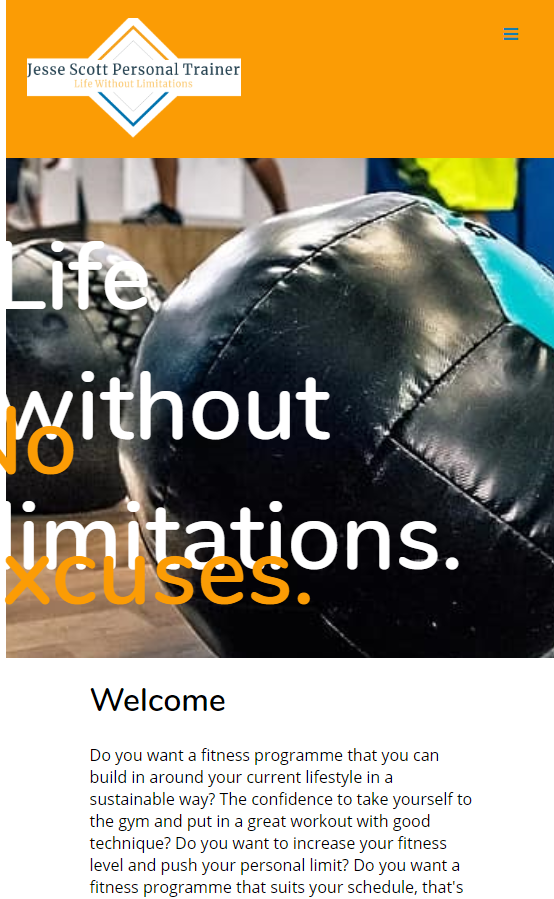 Jesse Scott Personal Trainer
Life Without Limitations
Life
without
No
limitations.
xcuses.
Welcome
Do you want a fitness programme that you can
build in around your current lifestyle in a
sustainable way? The confidence to take yourself to
the gym and put in a great workout with good
technique? Do you want to increase your fitness
level and push your personal limit? Do you want a
fitness programme that suits your schedule, that's